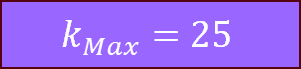 k_Max = 25